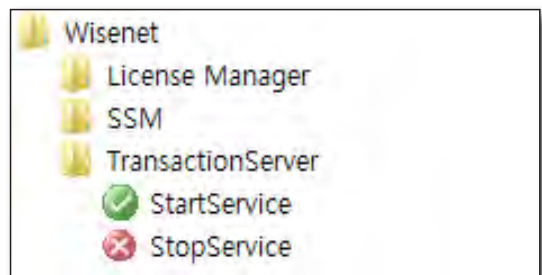 Wisenet
License Manager
SSM
TransactionServer
StartService
StopService